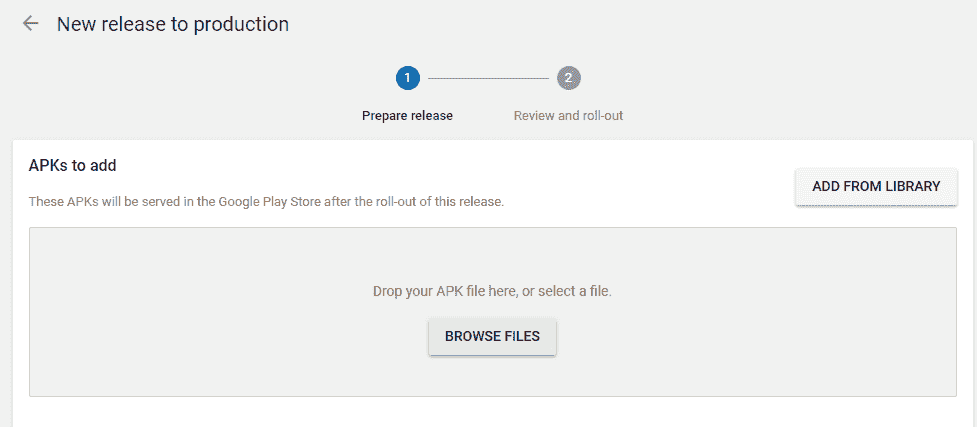 New release to production
1
2
Prepare release
Review and roll-out
APKs to add
ADD FROM LIBRARY
These APKs will be served in the Google Play Store after the roll-out of this release.
Drop your APK file here, or select a file.
BROWSE FILES